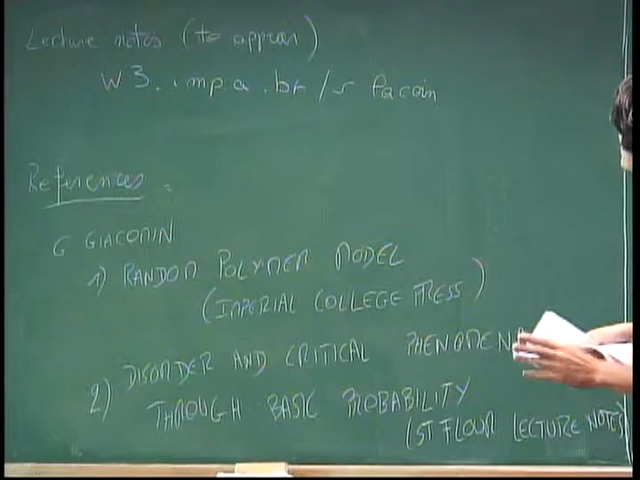 Lecture notes (to appear)
W3.impa.br/~lacoin
References:
G GIACOMIN
1) RANDOM POLYMER MODEL
(IMPERIAL COLLEGE PRESS)
2) DISORDER AND CRITICAL PHENOMENA
THROUGH BASIC PROBABILITY
(ST FLOUR LECTURE NOTES)